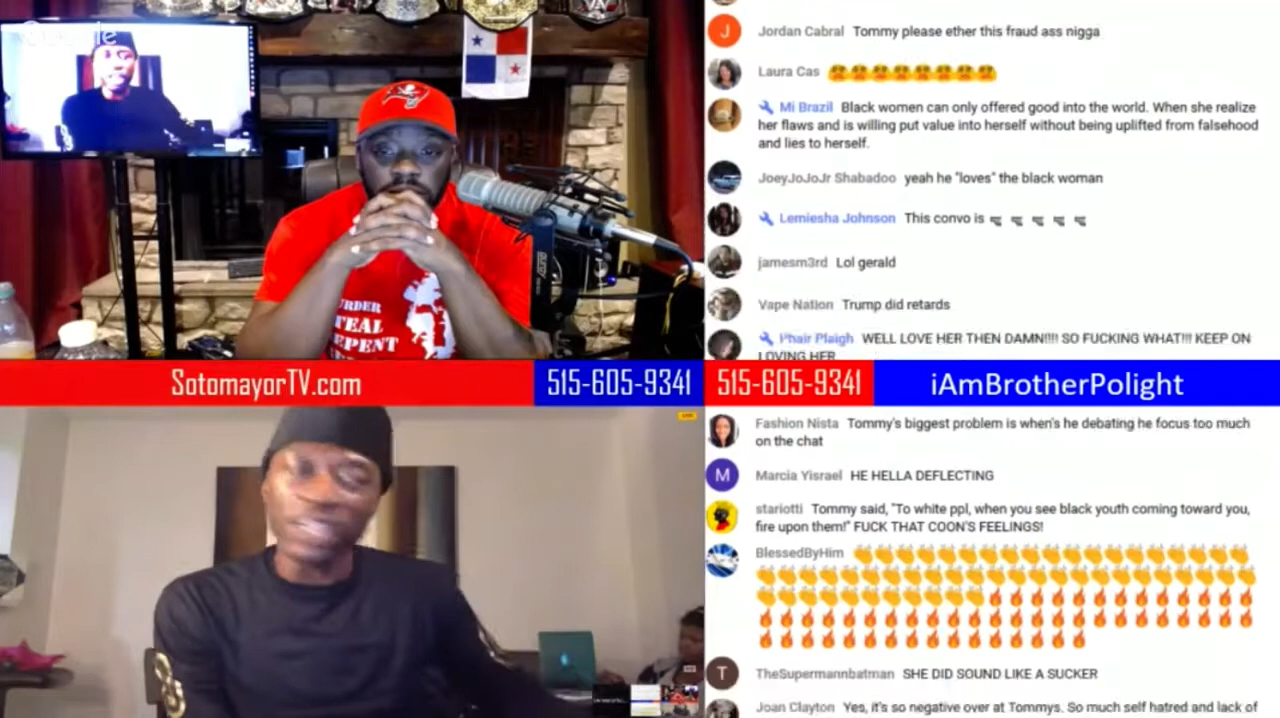 Jordan Cabral Tommy please ether this fraud ass nigga
Laura Cas
Mi Brazil Black women can only offered good into the world. When she realize
her flaws and is willing put value into herself without being uplifted from falsehood
and lies to herself.
JoeyJoJoJr Shabadoo yeah he "loves" the black woman
Lemiesha Johnson This convo is
jamesm3rd Lol gerald
Vape Nation Trump did retards
Phair Plaigh WELL LOVE HER THEN DAMN!!!! SO FUCKING WHAT!!! KEEP ON
LOVING HER
SotomayorTV.com
515-605-9341
515-605-9341
iAmBrotherPolight
Fashion Nista Tommy's biggest problem is when's he debating he focus too much
on the chat
M
Marcia Yisrael HE HELLA DEFLECTING
stariotti Tommy said, "To white ppl, when you see black youth coming toward you,
fire upon them!" FUCK THAT COON'S FEELINGS!
BlessedByHim
T
TheSupermannbatman SHE DID SOUND LIKE A SUCKER
Joan Clayton Yes, it's so negative over at Tommys. So much self hatred and lack of